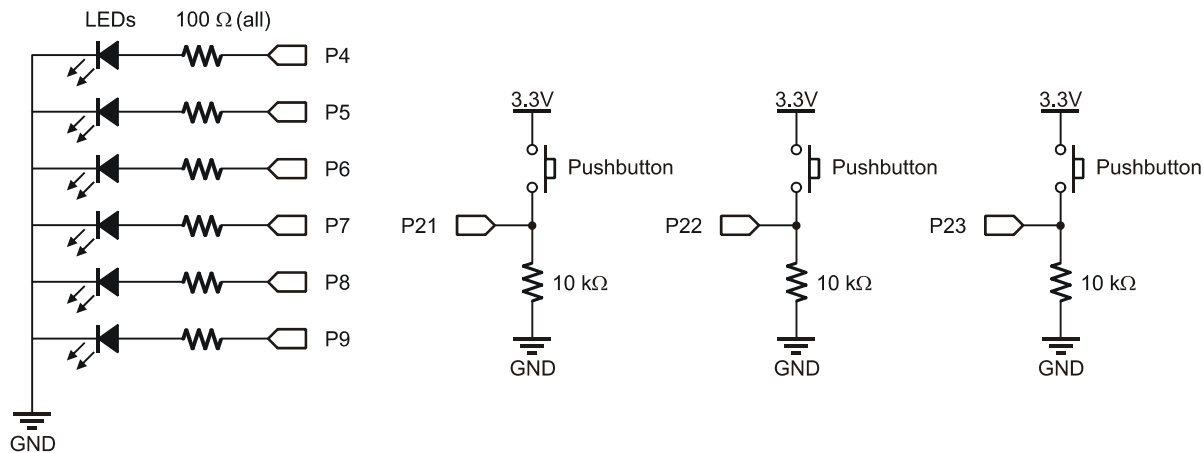 LEDs 100 Ω (all)
P4
P5
P6
P7
P8
P9
GND
3.3V
Pushbutton
P21
10 kΩ
GND
3.3V
Pushbutton
P22
10 kΩ
GND
3.3V
Pushbutton
P23
10 kΩ
GND